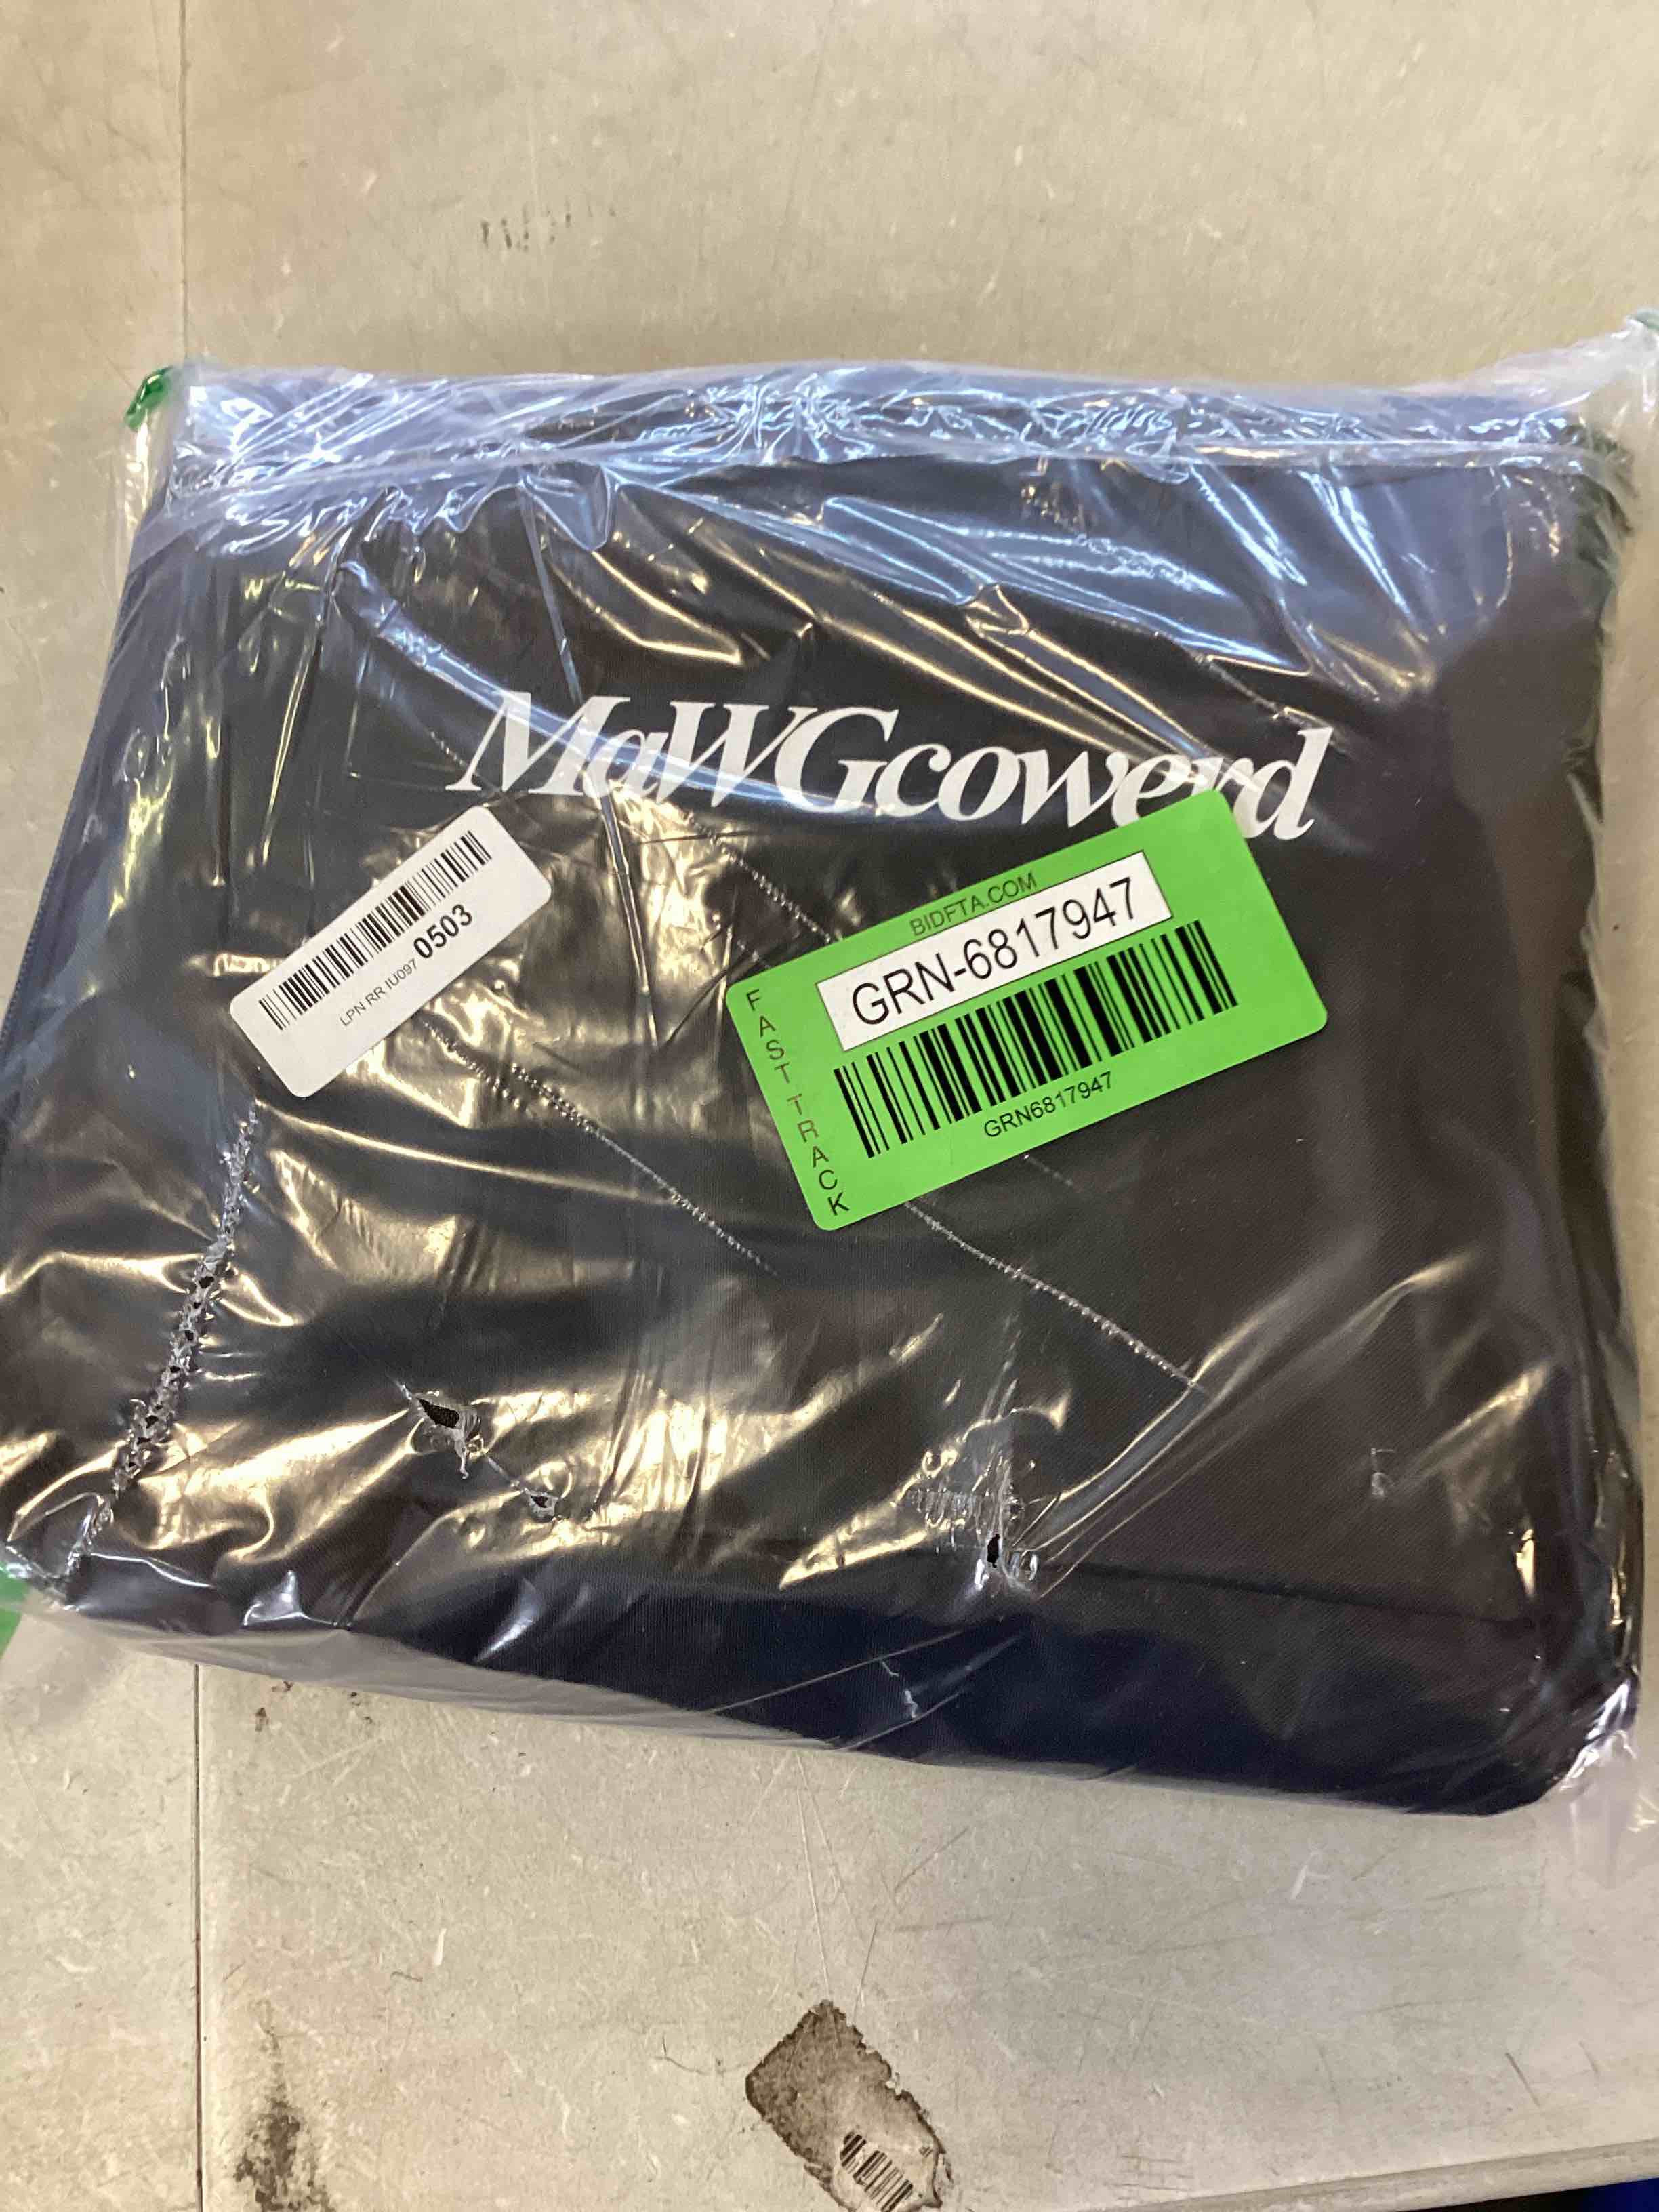 MaWGcowerd
LPN RR IU097 0503
BIDFTA.COM
GRN-6817947
FAST TRACK
GRN6817947